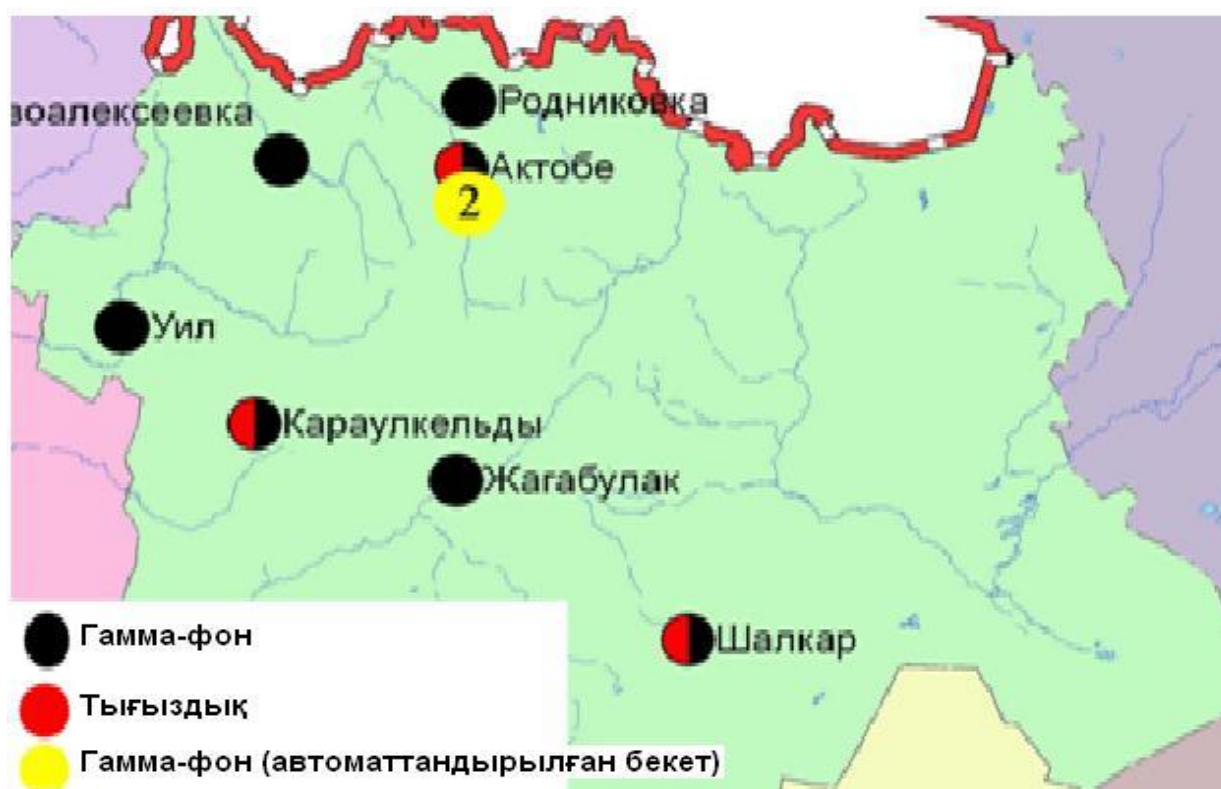 Родниковка
воалексеевка
Актобе
2
Уил
Караулкельды
Жагабулак
Шалкар
Гамма-фон
Тығыздық
Гамма-фон (автоматтандырылған бекет)